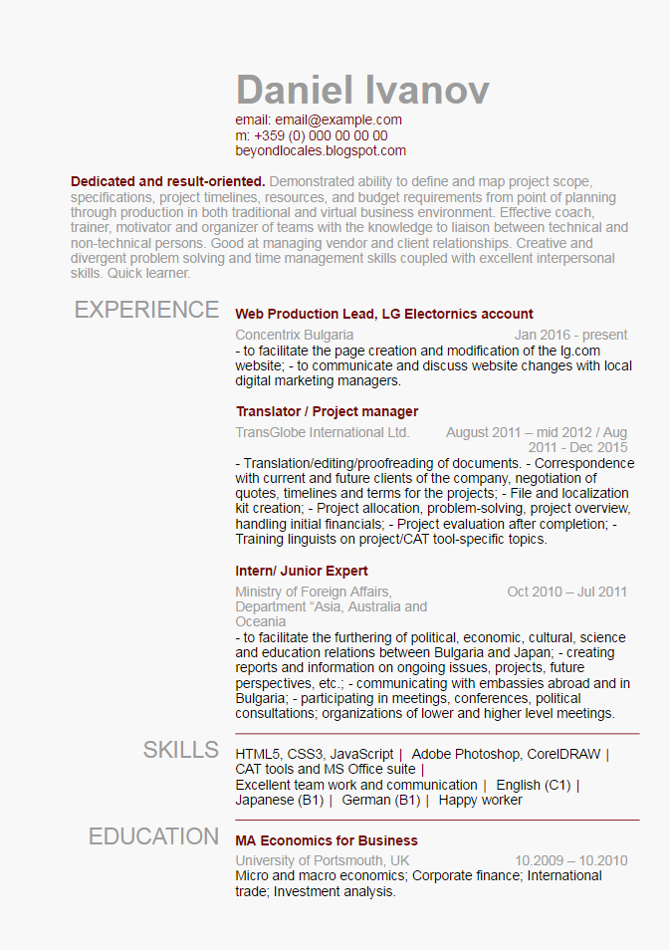 Daniel Ivanov
email: email@example.com
m: +359 (0) 000 00 00 00
beyondlocales.blogspot.com
Dedicated and result-oriented. Demonstrated ability to define and map project scope,
specifications, project timelines, resources, and budget requirements from point of planning
through production in both traditional and virtual business environment. Effective coach,
trainer, motivator and organizer of teams with the knowledge to liaison between technical and
non-technical persons. Good at managing vendor and client relationships. Creative and
divergent problem solving and time management skills coupled with excellent interpersonal
skills. Quick learner.
EXPERIENCE
Web Production Lead, LG Electornics account
Concentrix Bulgaria Jan 2016 - present
- to facilitate the page creation and modification of the lg.com
website; - to communicate and discuss website changes with local
digital marketing managers.
Translator / Project manager
TransGlobe International Ltd. August 2011 – mid 2012 / Aug
2011 - Dec 2015
- Translation/editing/proofreading of documents. - Correspondence
with current and future clients of the company, negotiation of
quotes, timelines and terms for the projects; - File and localization
kit creation; - Project allocation, problem-solving, project overview,
handling initial financials; - Project evaluation after completion; -
Training linguists on project/CAT tool-specific topics.
Intern/ Junior Expert
Ministry of Foreign Affairs, Oct 2010 – Jul 2011
Department “Asia, Australia and
Oceania
- to facilitate the furthering of political, economic, cultural, science
and education relations between Bulgaria and Japan; - creating
reports and information on ongoing issues, projects, future
perspectives, etc.; - communicating with embassies abroad and in
Bulgaria; - participating in meetings, conferences, political
consultations; organizations of lower and higher level meetings.
SKILLS
HTML5, CSS3, JavaScript | Adobe Photoshop, CorelDRAW |
CAT tools and MS Office suite |
Excellent team work and communication | English (C1) |
Japanese (B1) | German (B1) | Happy worker
EDUCATION
MA Economics for Business
University of Portsmouth, UK 10.2009 – 10.2010
Micro and macro economics; Corporate finance; International
trade; Investment analysis.